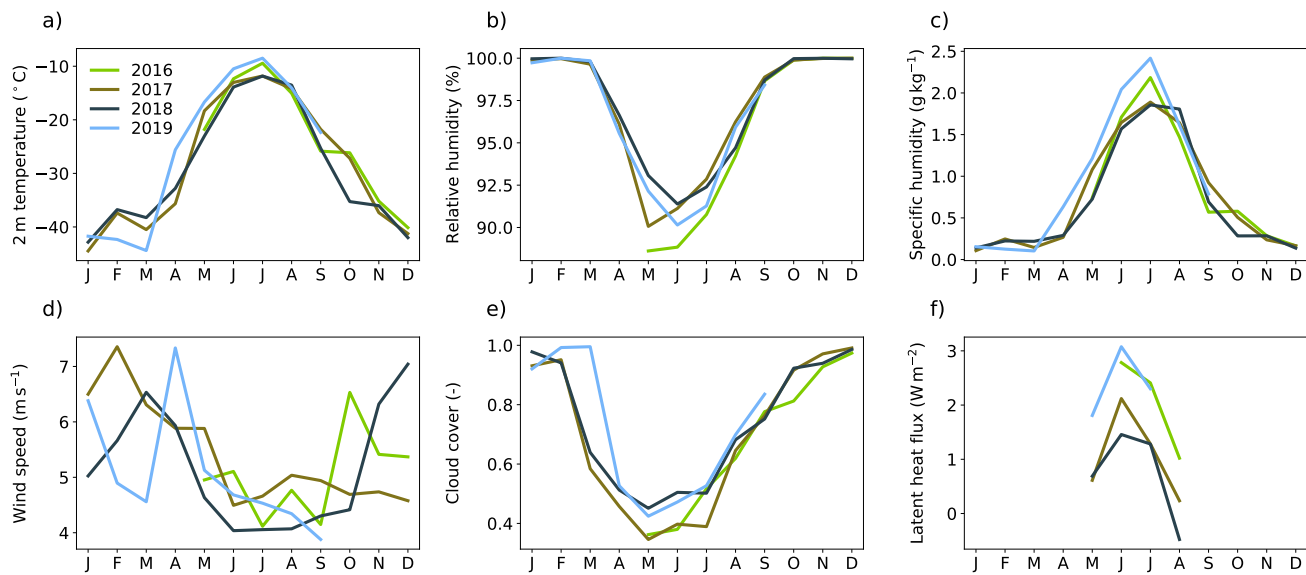 a)
b)
c)
2 m temperature (°C)
−10
−20
−30
−40
2016
2017
2018
2019
J F M A M J J A S O N D
Relative humidity (%)
100.0
97.5
95.0
92.5
90.0
J F M A M J J A S O N D
Specific humidity (g kg⁻¹)
2.5
2.0
1.5
1.0
0.5
0.0
J F M A M J J A S O N D
d)
e)
f)
Wind speed (m s⁻¹)
7
6
5
4
J F M A M J J A S O N D
Cloud cover (-)
1.0
0.8
0.6
0.4
J F M A M J J A S O N D
Latent heat flux (W m⁻²)
3
2
1
0
J F M A M J J A S O N D